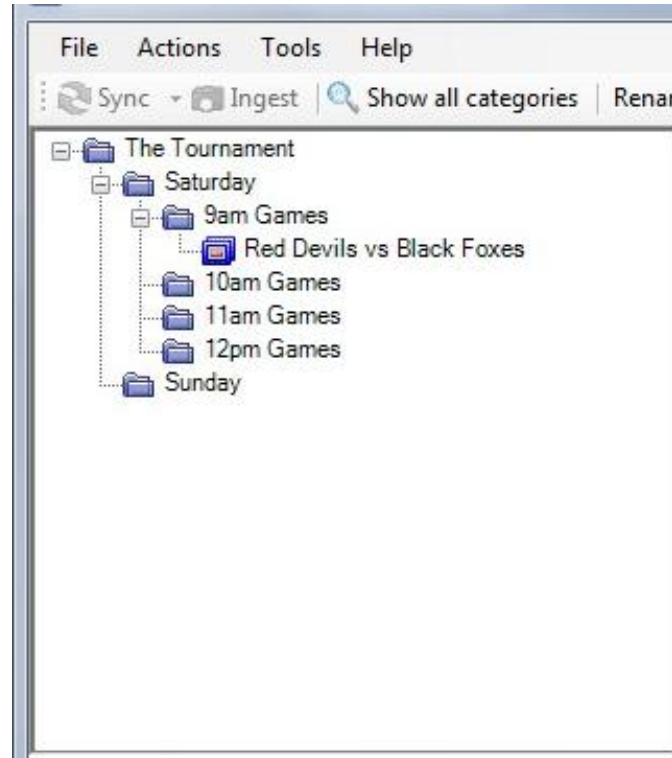 File Actions Tools Help
Sync Ingest Show all categories
The Tournament
Saturday
9am Games
Red Devils vs Black Foxes
10am Games
11am Games
12pm Games
Sunday